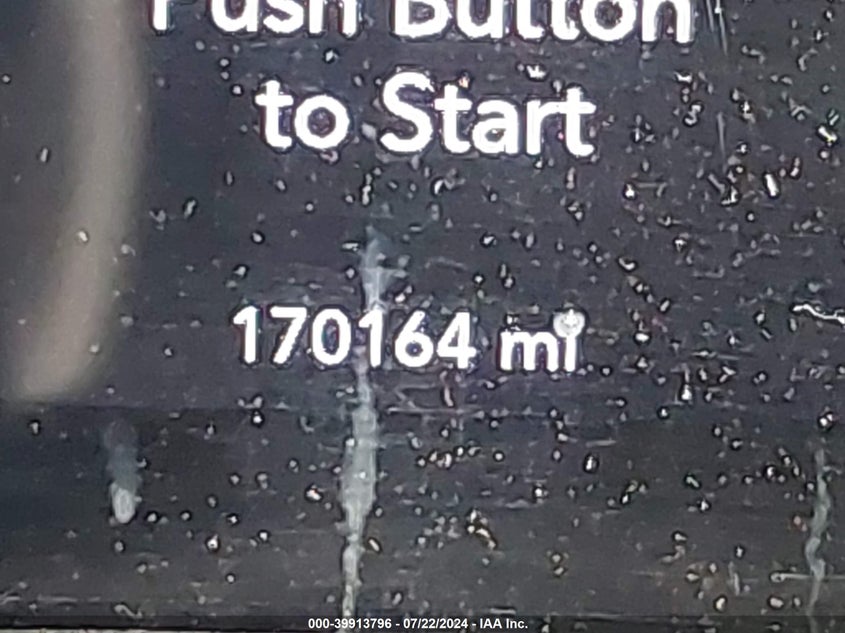 Push Button
to Start
170164 mi
000-39913796 - 07/22/2024 - IAA Inc.